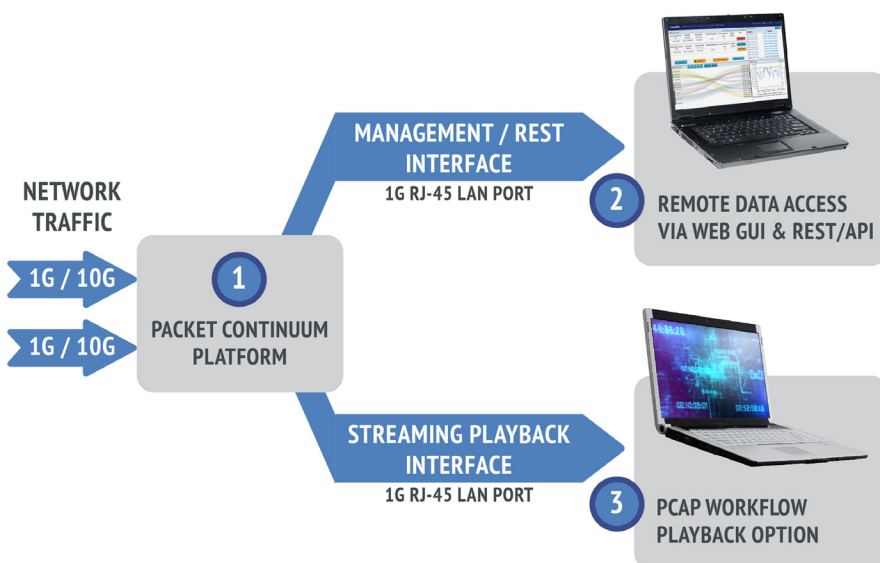 NETWORK
TRAFFIC
1G / 10G
1G / 10G
1
PACKET CONTINUUM
PLATFORM
MANAGEMENT / REST
INTERFACE
1G RJ-45 LAN PORT
2
REMOTE DATA ACCESS
VIA WEB GUI & REST/API
STREAMING PLAYBACK
INTERFACE
1G RJ-45 LAN PORT
3
PCAP WORKFLOW
PLAYBACK OPTION